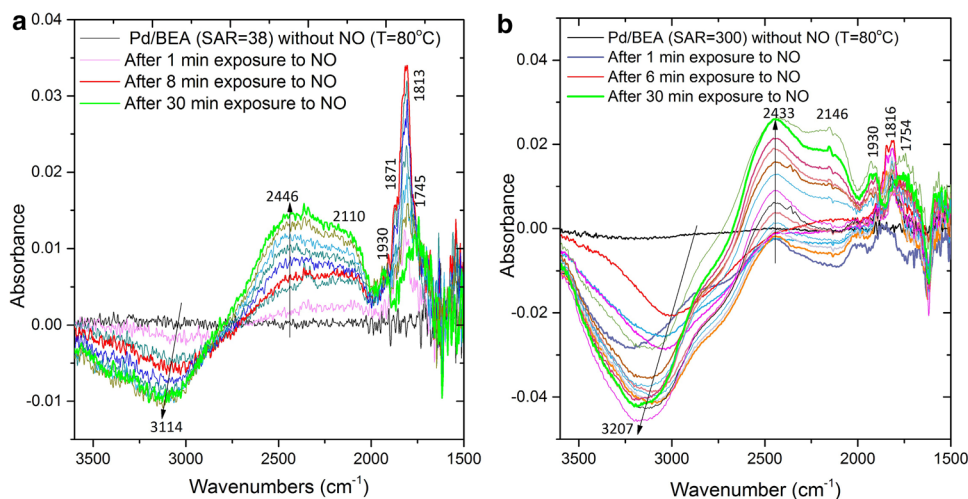 a
Pd/BEA (SAR=38) without NO (T=80°C)
After 1 min exposure to NO
After 8 min exposure to NO
After 30 min exposure to NO
0.04
0.03
0.02
0.01
0.00
-0.01
Absorbance
3500 3000 2500 2000 1500
Wavenumbers (cm⁻¹)
3114
2446
2110
1930
1871
1813
1745
b
Pd/BEA (SAR=300) without NO (T=80°C)
After 1 min exposure to NO
After 6 min exposure to NO
After 30 min exposure to NO
0.04
0.02
0.00
-0.02
-0.04
Absorbance
3500 3000 2500 2000 1500
Wavenumber (cm⁻¹)
3207
2433
2146
1930
1816
1754